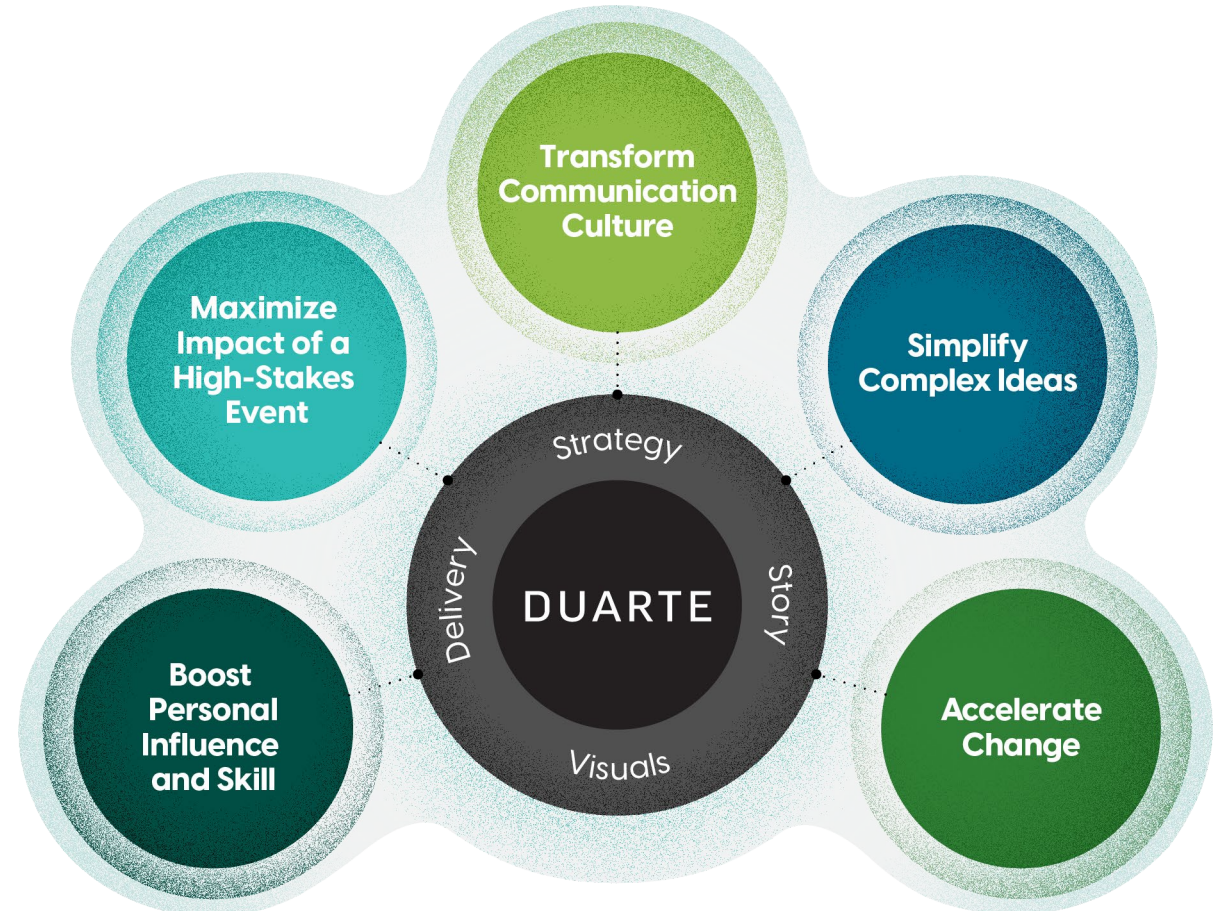 Transform
Communication
Culture
Maximize
Impact of a
High-Stakes
Event
Simplify
Complex Ideas
Strategy
Delivery
DUARTE
Story
Visuals
Boost
Personal
Influence
and Skill
Accelerate
Change